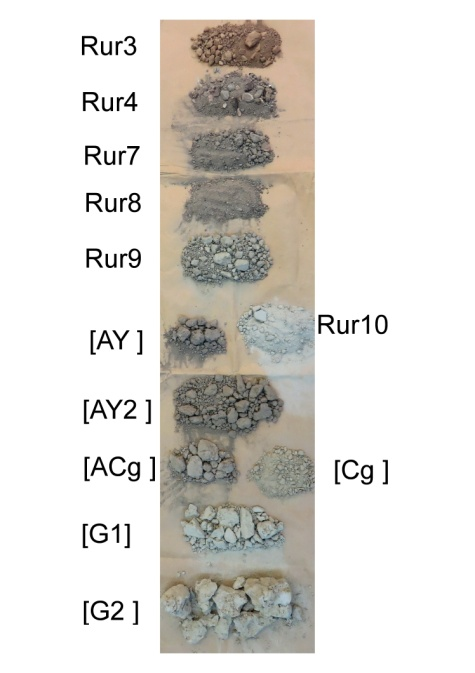 Rur3
Rur4
Rur7
Rur8
Rur9
Rur10
[AY ]
[AY2 ]
[ACg ]
[Cg ]
[G1]
[G2 ]